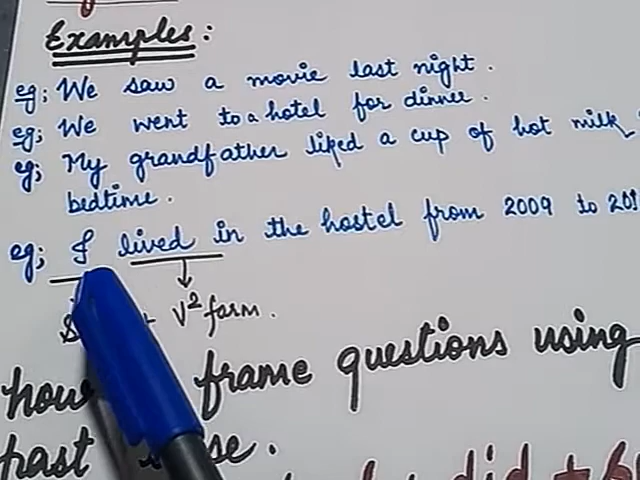 Examples:
eg; We saw a movie last night.
eg; We went to a hotel for dinner.
eg; My grandfather liked a cup of hot milk
bedtime.
eg; I lived in the hostel from 2009 to
V² form.
frame questions using
past
did +